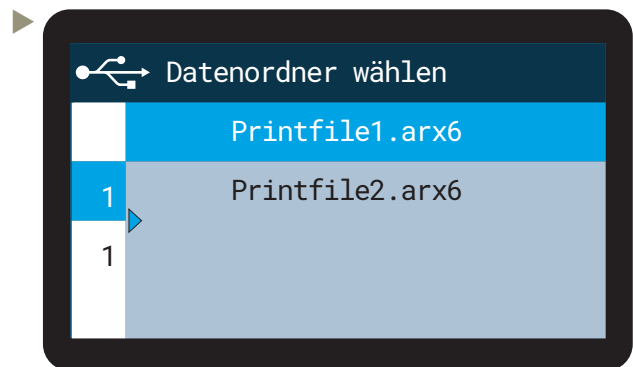 Datenordner wählen
Printfile1.arx6
1 Printfile2.arx6
1